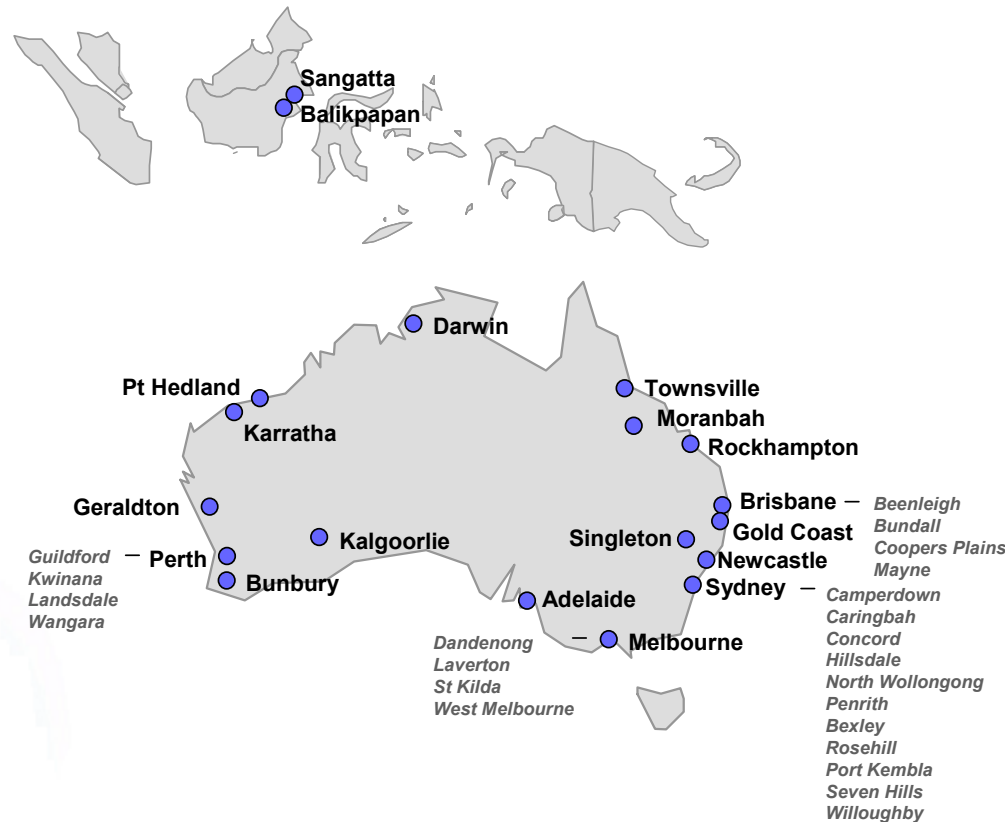 Sangatta
Balikpapan
Darwin
Pt Hedland
Karratha
Townsville
Moranbah
Rockhampton
Geraldton
Brisbane –
Beenleigh
Bundall
Coopers Plains
Mayne
Gold Coast
Kalgoorlie
Singleton
Newcastle
– Perth
Guildford
Kwinana
Landsdale
Wangara
Bunbury
Sydney –
Camperdown
Caringbah
Concord
Hillsdale
North Wollongong
Penrith
Bexley
Rosehill
Port Kembla
Seven Hills
Willoughby
Adelaide
– Melbourne
Dandenong
Laverton
St Kilda
West Melbourne